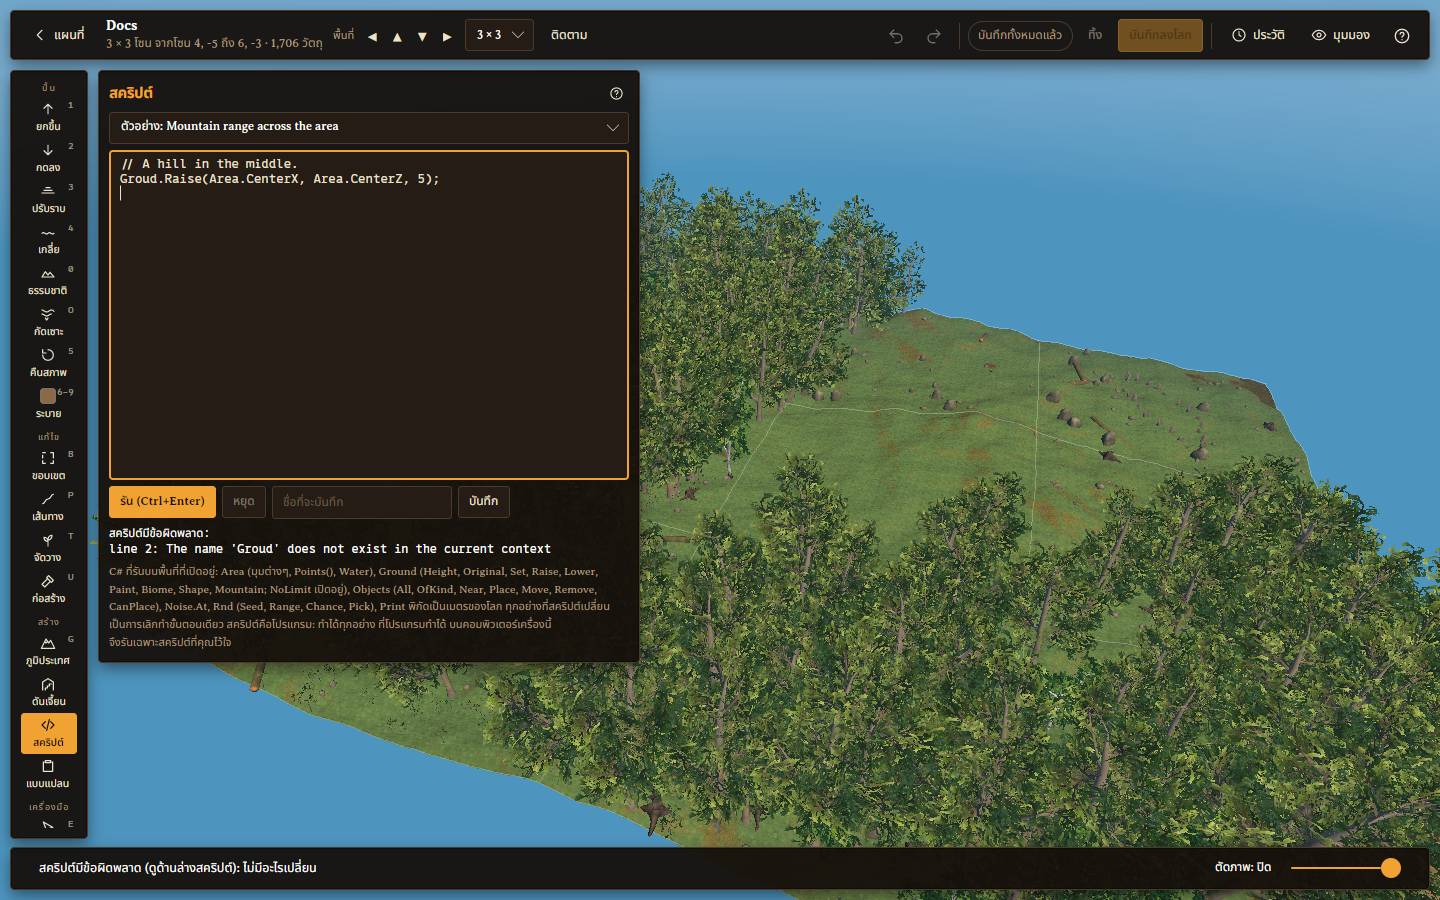 แผนที่
Docs
3 × 3 โซน จากโซน 4, -5 ถึง 6, -3 · 1,706 วัตถุ
พื้นที่
3 × 3
ติดตาม
บันทึกทั้งหมดแล้ว
ทิ้ง
บันทึกลงโลก
ประวัติ
มุมมอง
ปั้น
1
ยกขึ้น
2
กดลง
3
ปรับราบ
4
เกลี่ย
0
ธรรมชาติ
O
กัดเซาะ
5
คืนสภาพ
6–9
ระบาย
แก้ไข
B
ขอบเขต
P
เส้นทาง
T
จัดวาง
U
ก่อสร้าง
สร้าง
G
ภูมิประเทศ
ดันเจี้ยน
สคริปต์
แบบแปลน
เครื่องมือ
E
สคริปต์
ตัวอย่าง: Mountain range across the area
// A hill in the middle.
Groud.Raise(Area.CenterX, Area.CenterZ, 5);
รัน (Ctrl+Enter)
หยุด
ชื่อที่จะบันทึก
บันทึก
สคริปต์มีข้อผิดพลาด:
line 2: The name 'Groud' does not exist in the current context
C# ที่รันบนพื้นที่ที่เปิดอยู่: Area (มุมต่างๆ, Points(), Water), Ground (Height, Original, Set, Raise, Lower,
Paint, Biome, Shape, Mountain; NoLimit เปิดอยู่), Objects (All, OfKind, Near, Place, Move, Remove,
CanPlace), Noise.At, Rnd (Seed, Range, Chance, Pick), Print พิกัดเป็นเมตรของโลก ทุกอย่างที่สคริปต์เปลี่ยน
เป็นการเลิกทำขั้นตอนเดียว สคริปต์คือโปรแกรม: ทำได้ทุกอย่าง ที่โปรแกรมทำได้ บนคอมพิวเตอร์เครื่องนี้
จึงรันเฉพาะสคริปต์ที่คุณไว้ใจ
สคริปต์มีข้อผิดพลาด (ดูด้านล่างสคริปต์): ไม่มีอะไรเปลี่ยน
ตัดภาพ: ปิด